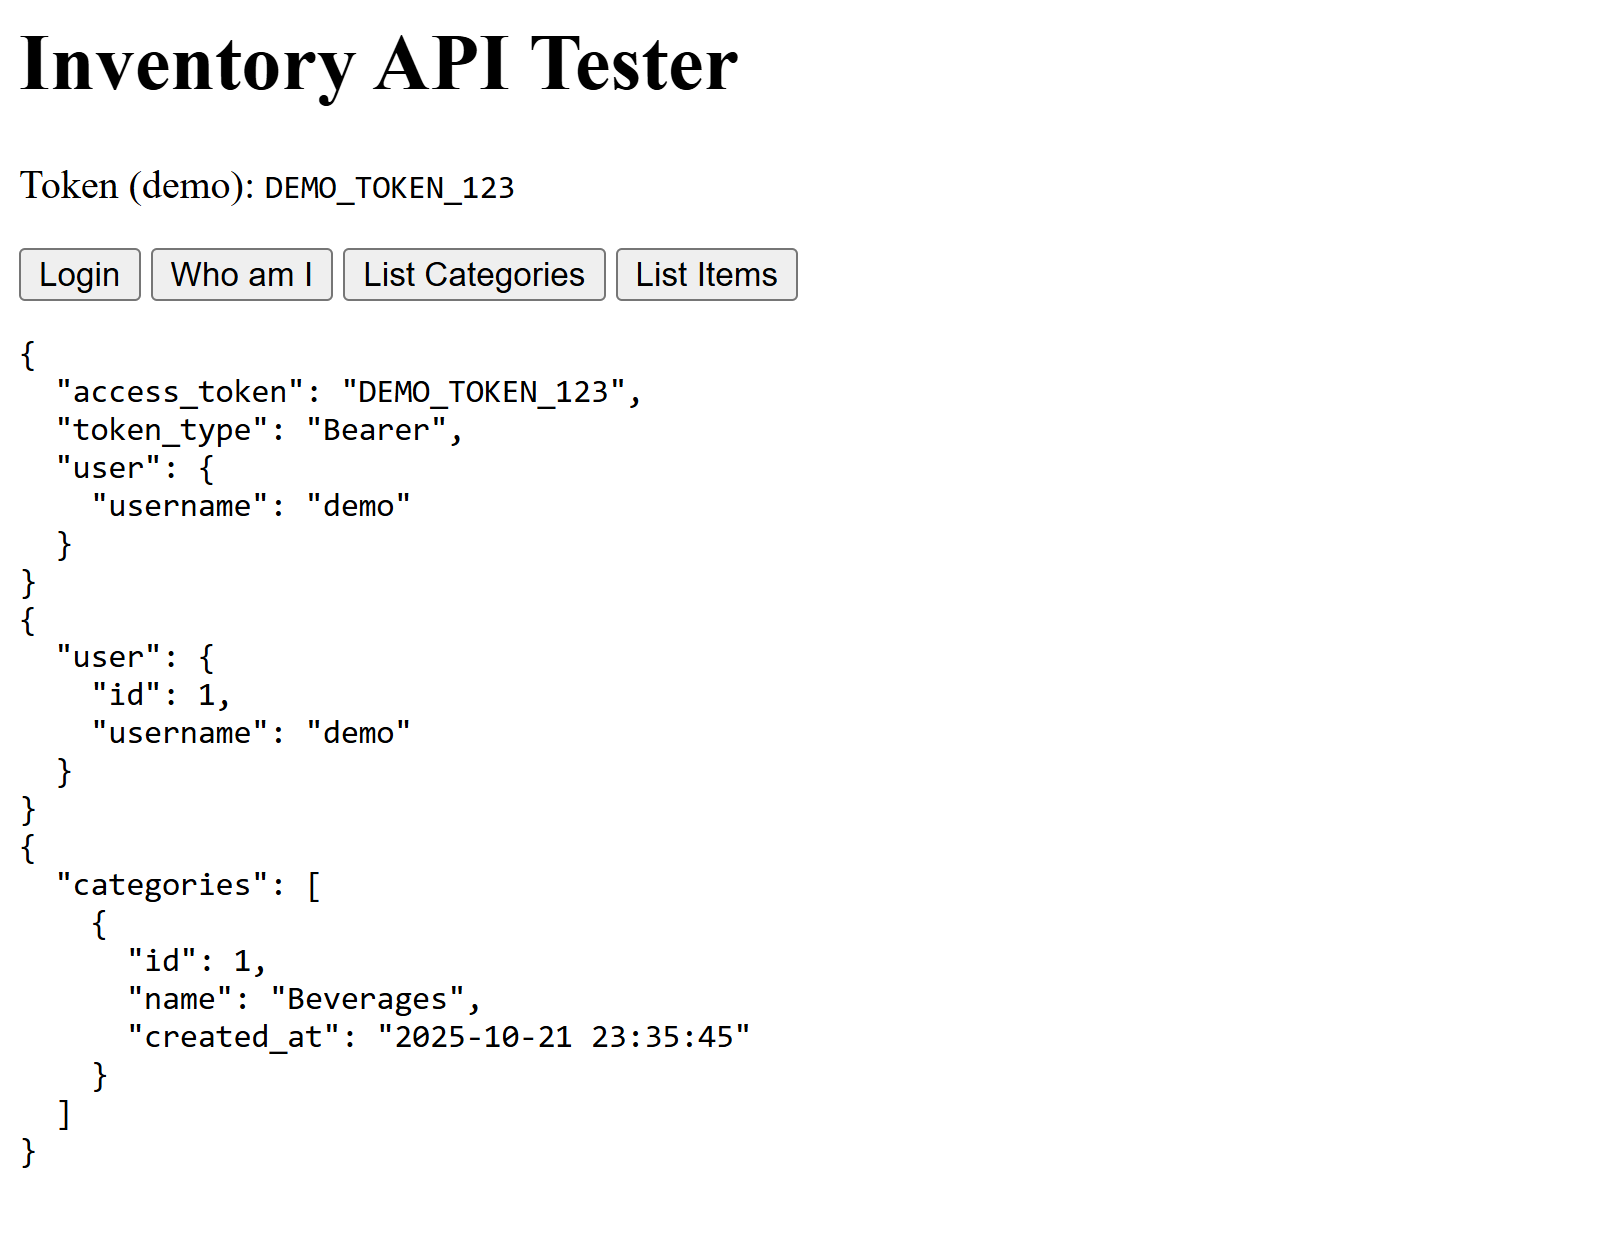 Inventory API Tester
Token (demo): DEMO_TOKEN_123
Login Who am I List Categories List Items
{
  "access_token": "DEMO_TOKEN_123",
  "token_type": "Bearer",
  "user": {
    "username": "demo"
  }
}
{
  "user": {
    "id": 1,
    "username": "demo"
  }
}
{
  "categories": [
    {
      "id": 1,
      "name": "Beverages",
      "created_at": "2025-10-21 23:35:45"
    }
  ]
}